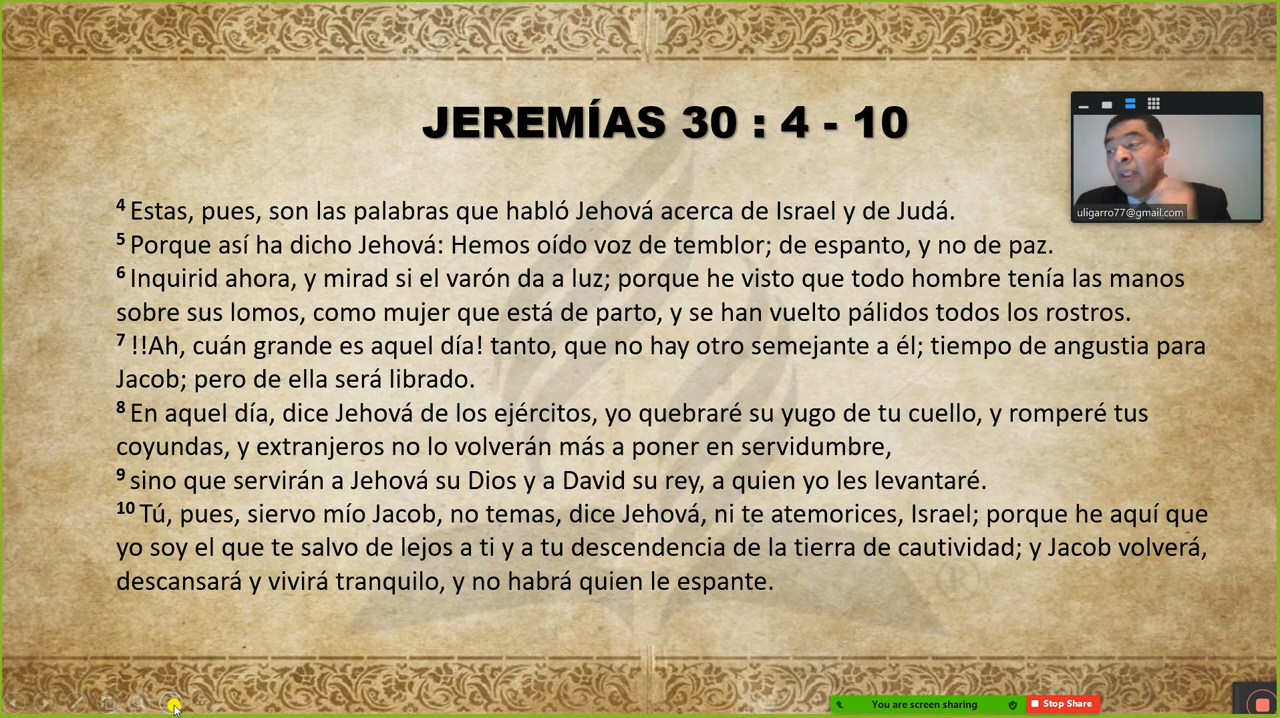 JEREMÍAS 30 : 4 - 10
uligarro77@gmail.com
4 Estas, pues, son las palabras que habló Jehová acerca de Israel y de Judá.
5 Porque así ha dicho Jehová: Hemos oído voz de temblor; de espanto, y no de paz.
6 Inquirid ahora, y mirad si el varón da a luz; porque he visto que todo hombre tenía las manos
sobre sus lomos, como mujer que está de parto, y se han vuelto pálidos todos los rostros.
7 !!Ah, cuán grande es aquel día! tanto, que no hay otro semejante a él; tiempo de angustia para
Jacob; pero de ella será librado.
8 En aquel día, dice Jehová de los ejércitos, yo quebraré su yugo de tu cuello, y romperé tus
coyundas, y extranjeros no lo volverán más a poner en servidumbre,
9 sino que servirán a Jehová su Dios y a David su rey, a quien yo les levantaré.
10 Tú, pues, siervo mío Jacob, no temas, dice Jehová, ni te atemorices, Israel; porque he aquí que
yo soy el que te salvo de lejos a ti y a tu descendencia de la tierra de cautividad; y Jacob volverá,
descansará y vivirá tranquilo, y no habrá quien le espante.
®
You are screen sharing
Stop Share